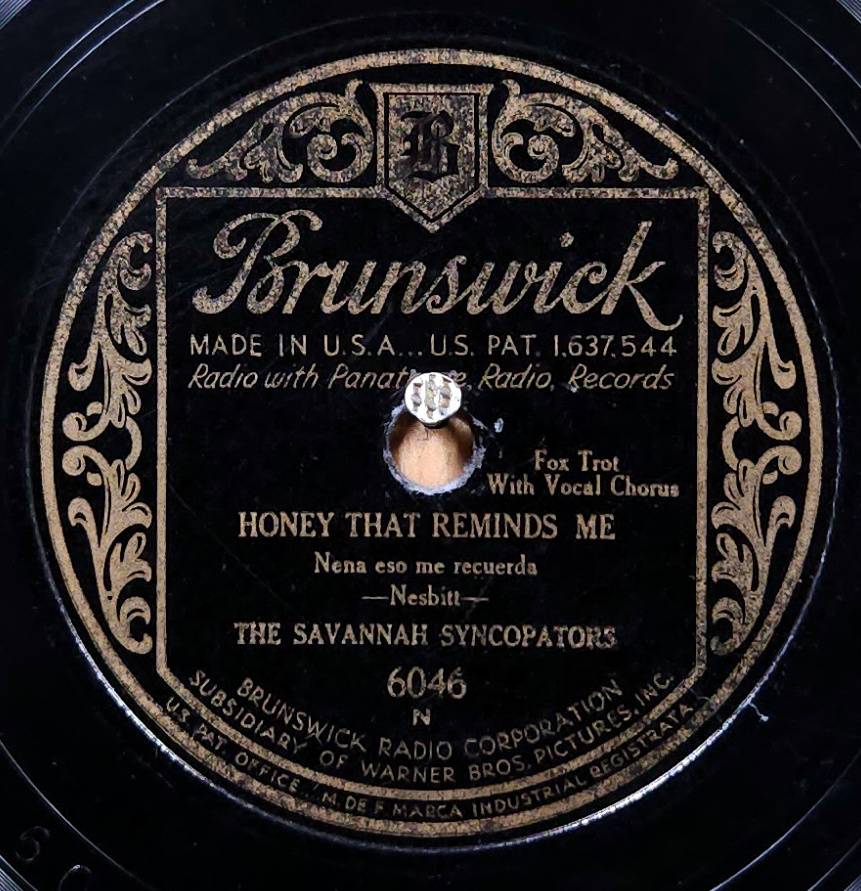 B
Brunswick
MADE IN U.S.A... U.S. PAT. 1.637.544
Radio with Radio, Records
Fox Trot
With Vocal Chorus
HONEY THAT REMINDS ME
Nena eso me recuerda
—Nesbitt—
THE SAVANNAH SYNCOPATORS
6046
N
BRUNSWICK RADIO CORPORATION
SUBSIDIARY OF WARNER BROS. PICTURES, INC.
U.S. PAT. OFFICE... M. DE F. MARCA INDUSTRIAL REGISTRATA